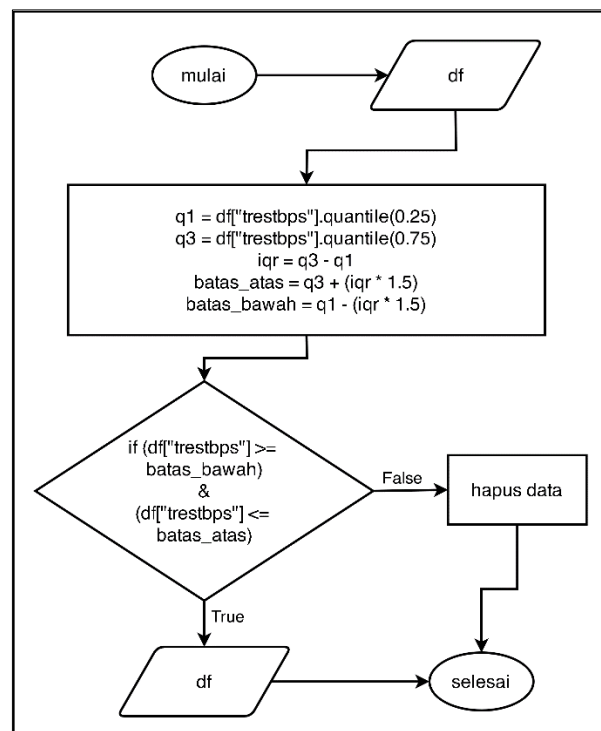 mulai
df
q1 = df["trestbps"].quantile(0.25)
q3 = df["trestbps"].quantile(0.75)
iqr = q3 - q1
batas_atas = q3 + (iqr * 1.5)
batas_bawah = q1 - (iqr * 1.5)
if (df["trestbps"] >=
batas_bawah)
&
(df["trestbps"] <=
batas_atas)
False
hapus data
True
df
selesai